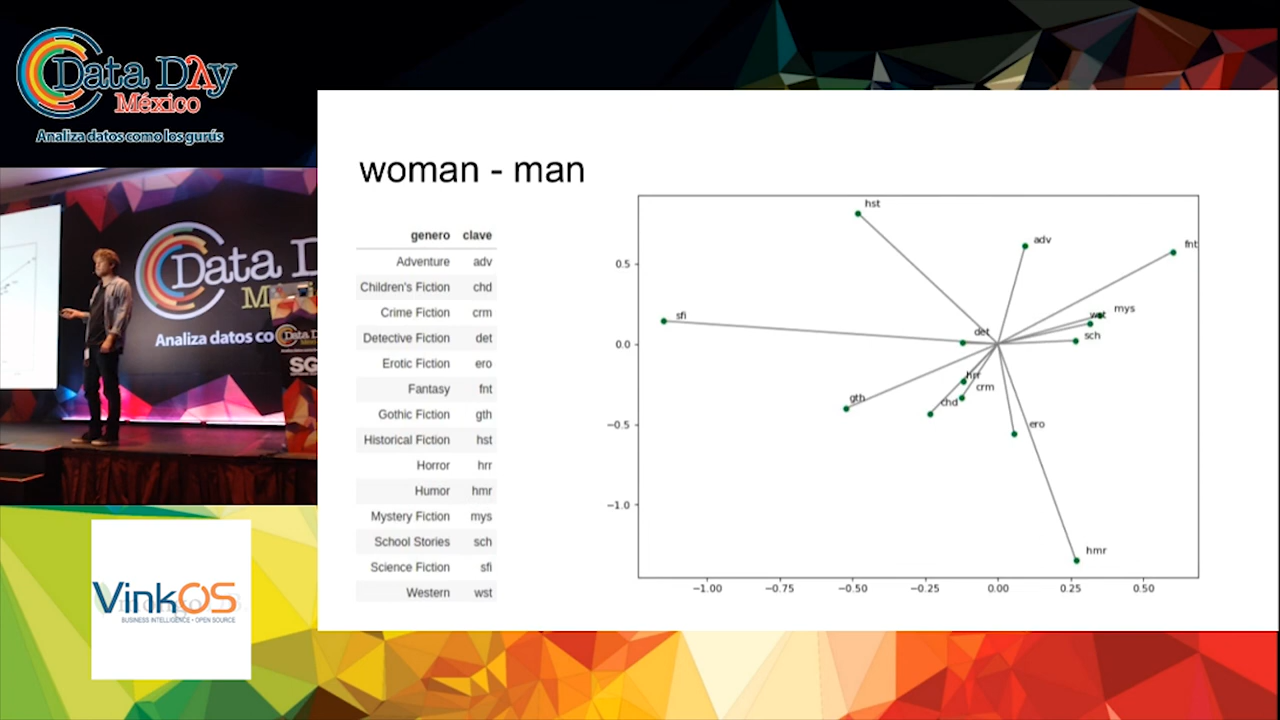 Data Day
México
Analiza datos como los gurús
woman - man
genero clave
Adventure adv
Children's Fiction chd
Crime Fiction crm
Detective Fiction det
Erotic Fiction ero
Fantasy fnt
Gothic Fiction gth
Historical Fiction hst
Horror hrr
Humor hmr
Mystery Fiction mys
School Stories sch
Science Fiction sfi
Western wst
hst
adv
fnt
0.5
sfi
mys
wst
det
sch
0.0
hrr
crm
gth
chd
ero
−0.5
−1.0
hmr
−1.00 −0.75 −0.50 −0.25 0.00 0.25 0.50
Data D
Analiza datos co
SG
VinkOS
BUSINESS INTELLIGENCE • OPEN SOURCE